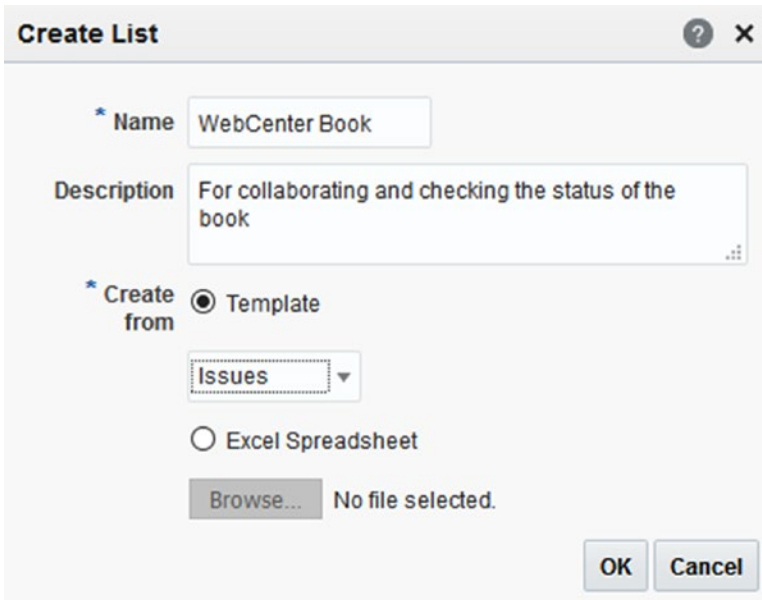 Create List
* Name WebCenter Book
Description For collaborating and checking the status of the
book
* Create from Template
Issues
Excel Spreadsheet
Browse... No file selected.
OK Cancel